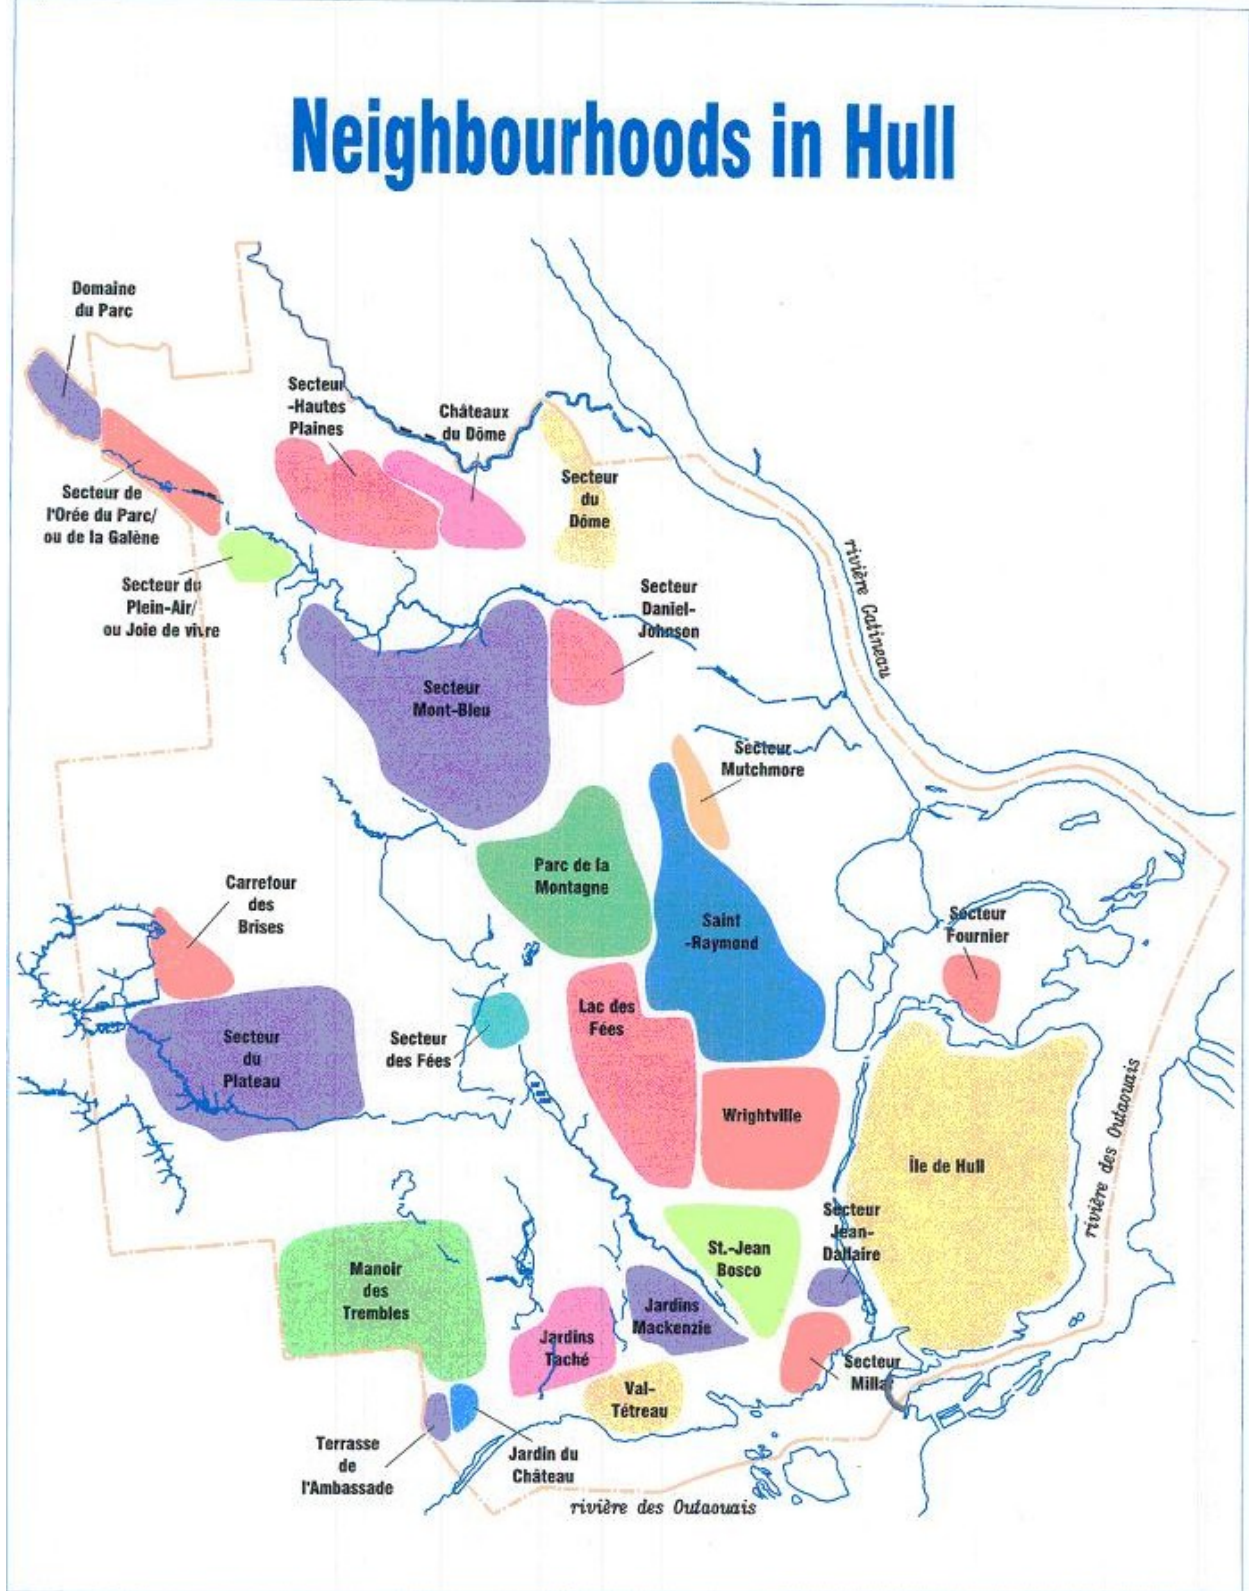 Neighbourhoods in Hull
Domaine
du Parc
Secteur
-Hautes
Plaines
Châteaux
du Dôme
Secteur
du
Dôme
Secteur de
l'Orée du Parc/
ou de la Galène
Secteur du
Plein-Air/
ou Joie de vivre
Secteur
Daniel-
Johnson
rivière Gatineau
Secteur
Mont-Bleu
Secteur
Mutchmore
Parc de la
Montagne
Carrefour
des
Brises
Saint
-Raymond
Secteur
Fournier
Lac des
Fées
Secteur
du
Plateau
Secteur
des Fées
Wrightville
Île de Hull
rivière des Outaouais
Secteur
Jean-
Dallaire
St.-Jean
Bosco
Manoir
des
Trembles
Jardins
Mackenzie
Jardins
Taché
Secteur
Millar
Val-
Tétreau
Terrasse
de
l'Ambassade
Jardin du
Château
rivière des Outaouais